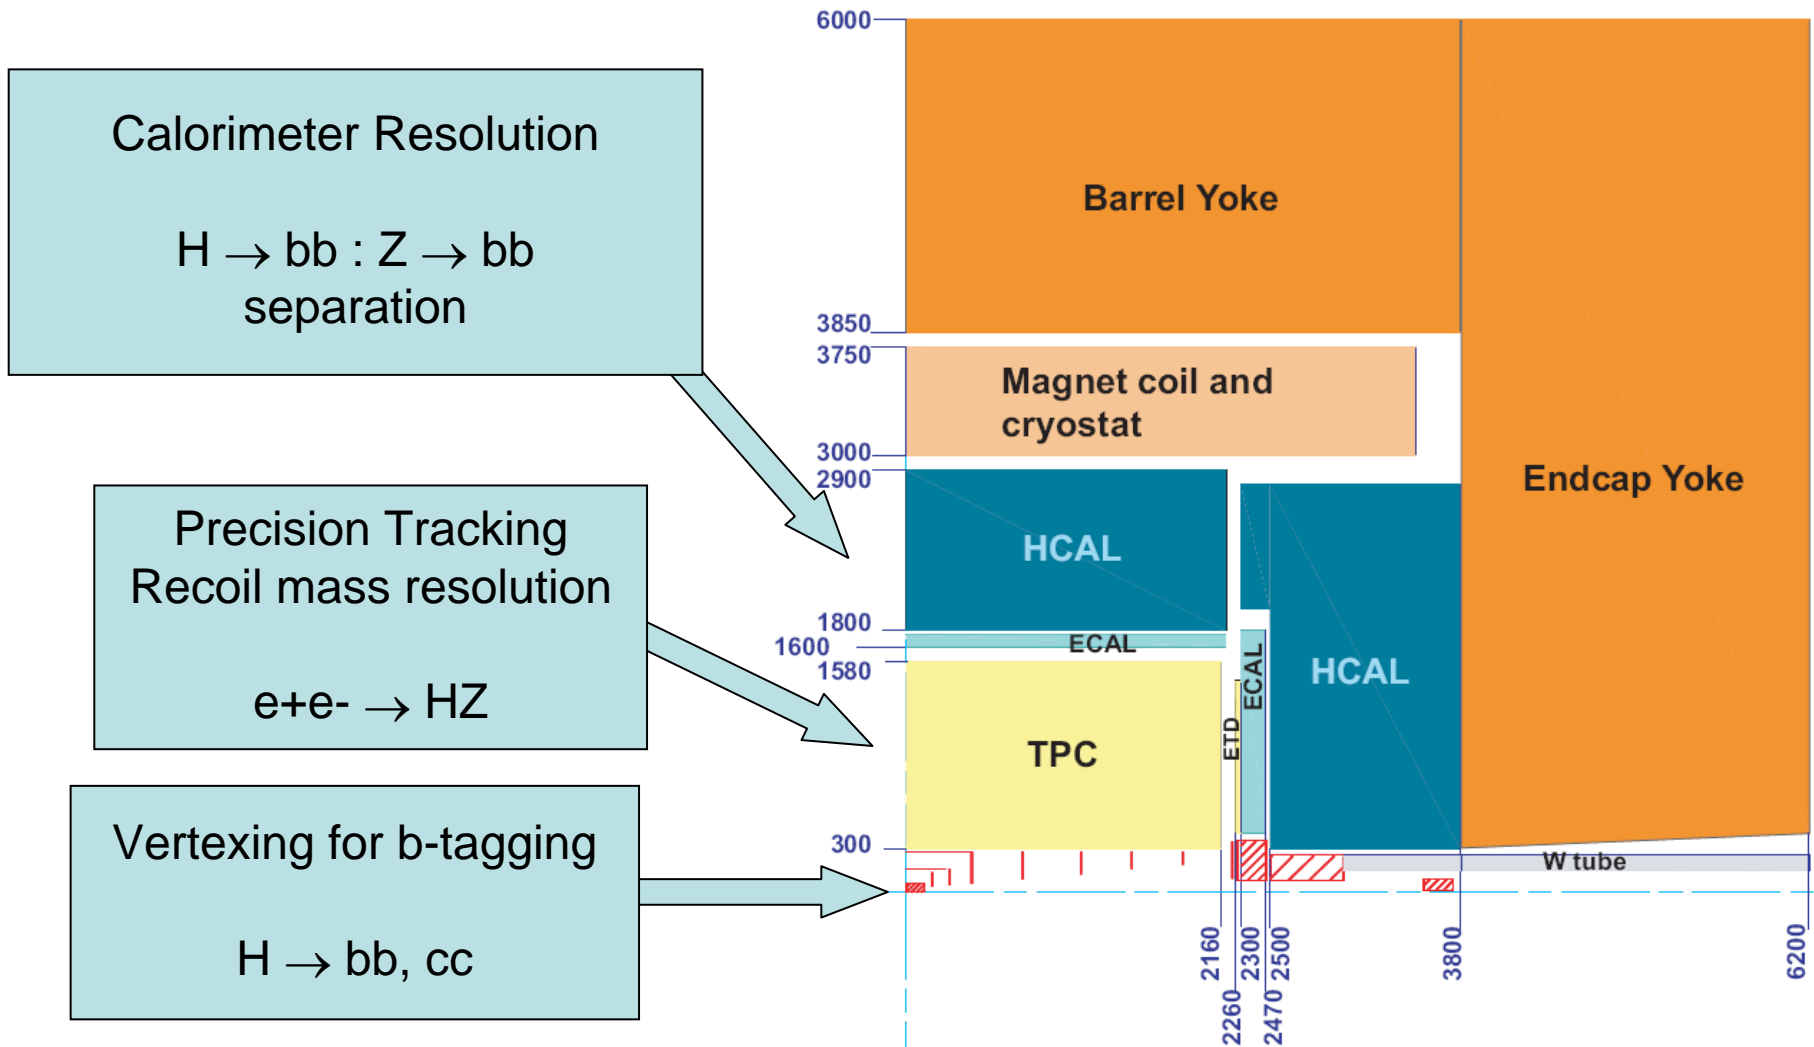 Calorimeter Resolution
H → bb : Z → bb
separation
Precision Tracking
Recoil mass resolution
e+e- → HZ
Vertexing for b-tagging
H → bb, cc
6000
3850
3750
3000
2900
1800
1600
1580
300
Barrel Yoke
Magnet coil and
cryostat
Endcap Yoke
HCAL
ECAL
TPC
ETD
ECAL
HCAL
W tube
2160
2260
2300
2470
2500
3800
6200